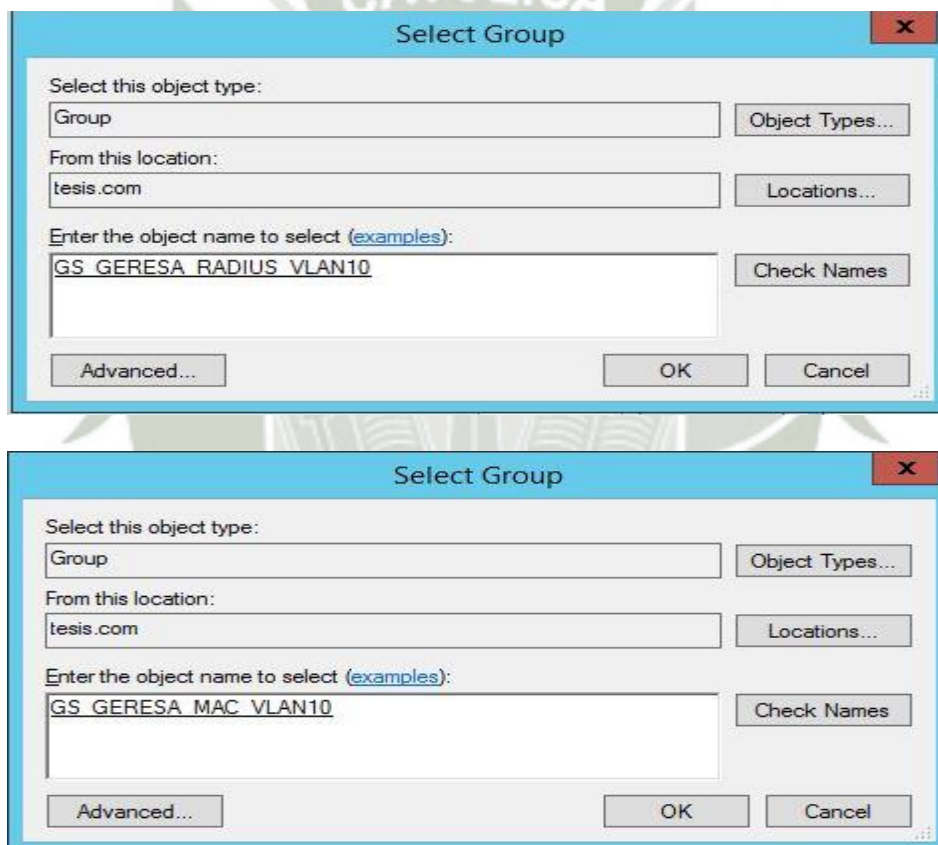 CATOLICA
Select Group
x
Select this object type:
Group
Object Types...
From this location:
tesis.com
Locations...
Enter the object name to select (examples):
GS_GERESA_RADIUS_VLAN10
Check Names
Advanced...
OK
Cancel
Select Group
x
Select this object type:
Group
Object Types...
From this location:
tesis.com
Locations...
Enter the object name to select (examples):
GS_GERESA_MAC_VLAN10
Check Names
Advanced...
OK
Cancel